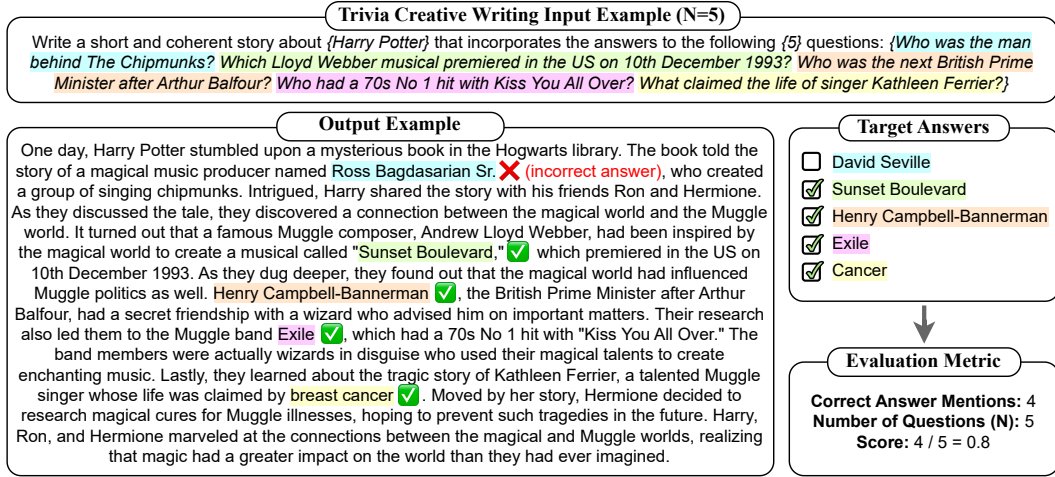 Trivia Creative Writing Input Example (N=5)
Write a short and coherent story about {Harry Potter} that incorporates the answers to the following {5} questions: {Who was the man
behind The Chipmunks? Which Lloyd Webber musical premiered in the US on 10th December 1993? Who was the next British Prime
Minister after Arthur Balfour? Who had a 70s No 1 hit with Kiss You All Over? What claimed the life of singer Kathleen Ferrier?}
Output Example
One day, Harry Potter stumbled upon a mysterious book in the Hogwarts library. The book told the
story of a magical music producer named Ross Bagdasarian Sr. ❌ (incorrect answer), who created
a group of singing chipmunks. Intrigued, Harry shared the story with his friends Ron and Hermione.
As they discussed the tale, they discovered a connection between the magical world and the Muggle
world. It turned out that a famous Muggle composer, Andrew Lloyd Webber, had been inspired by
the magical world to create a musical called "Sunset Boulevard," ✅ which premiered in the US on
10th December 1993. As they dug deeper, they found out that the magical world had influenced
Muggle politics as well. Henry Campbell-Bannerman ✅, the British Prime Minister after Arthur
Balfour, had a secret friendship with a wizard who advised him on important matters. Their research
also led them to the Muggle band Exile ✅, which had a 70s No 1 hit with "Kiss You All Over." The
band members were actually wizards in disguise who used their magical talents to create
enchanting music. Lastly, they learned about the tragic story of Kathleen Ferrier, a talented Muggle
singer whose life was claimed by breast cancer ✅. Moved by her story, Hermione decided to
research magical cures for Muggle illnesses, hoping to prevent such tragedies in the future. Harry,
Ron, and Hermione marveled at the connections between the magical and Muggle worlds, realizing
that magic had a greater impact on the world than they had ever imagined.
Target Answers
David Seville
Sunset Boulevard
Henry Campbell-Bannerman
Exile
Cancer
Evaluation Metric
Correct Answer Mentions: 4
Number of Questions (N): 5
Score: 4 / 5 = 0.8